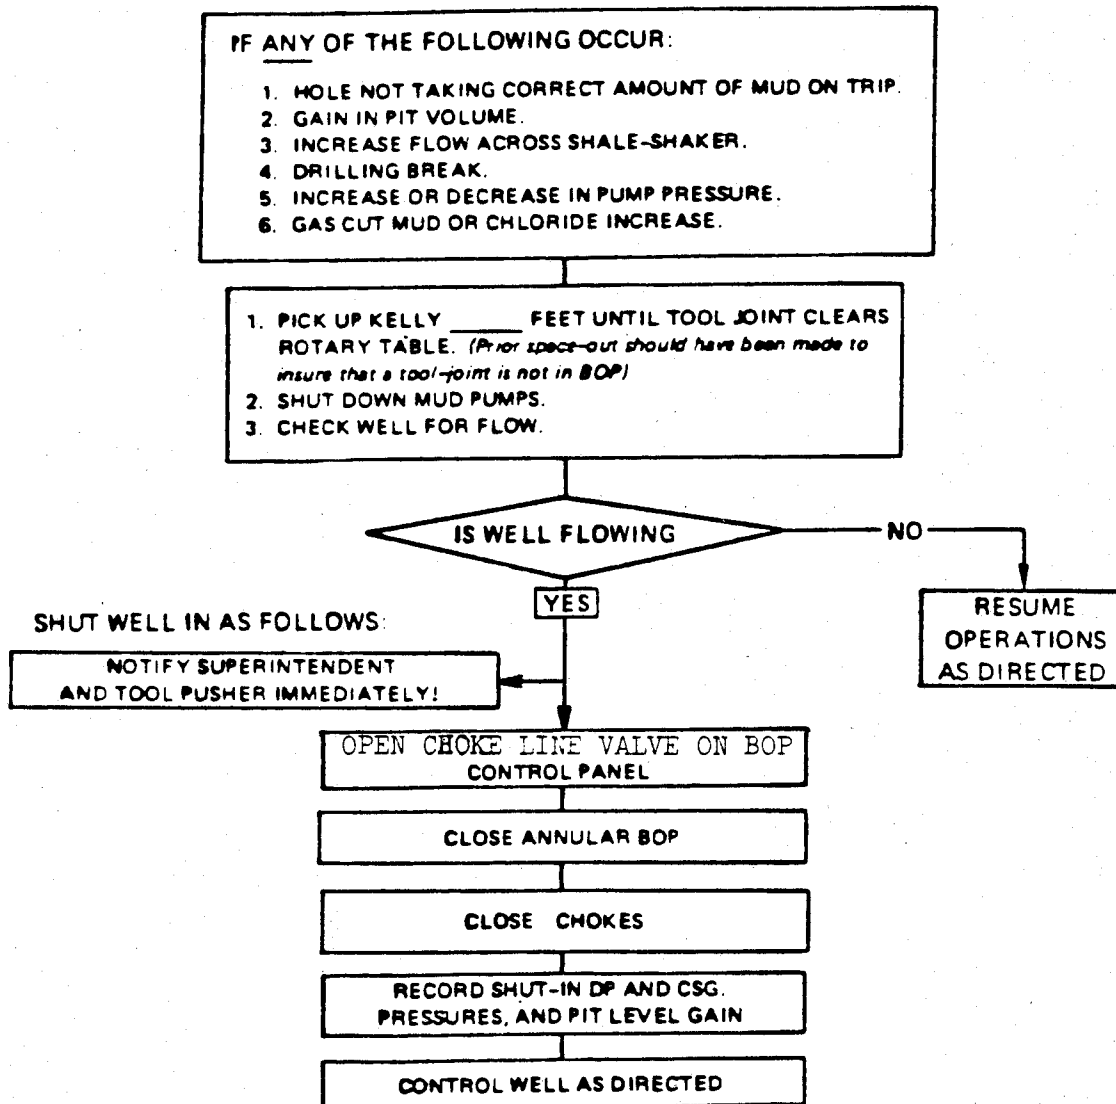 IF ANY OF THE FOLLOWING OCCUR:
1. HOLE NOT TAKING CORRECT AMOUNT OF MUD ON TRIP.
2. GAIN IN PIT VOLUME.
3. INCREASE FLOW ACROSS SHALE-SHAKER.
4. DRILLING BREAK.
5. INCREASE OR DECREASE IN PUMP PRESSURE.
6. GAS CUT MUD OR CHLORIDE INCREASE.
1. PICK UP KELLY ______ FEET UNTIL TOOL JOINT CLEARS
ROTARY TABLE. (Prior space-out should have been made to
insure that a tool-joint is not in BOP)
2. SHUT DOWN MUD PUMPS.
3. CHECK WELL FOR FLOW.
IS WELL FLOWING
NO
YES
RESUME
OPERATIONS
AS DIRECTED
SHUT WELL IN AS FOLLOWS:
NOTIFY SUPERINTENDENT
AND TOOL PUSHER IMMEDIATELY!
OPEN CHOKE LINE VALVE ON BOP
CONTROL PANEL
CLOSE ANNULAR BOP
CLOSE CHOKES
RECORD SHUT-IN DP AND CSG.
PRESSURES, AND PIT LEVEL GAIN
CONTROL WELL AS DIRECTED